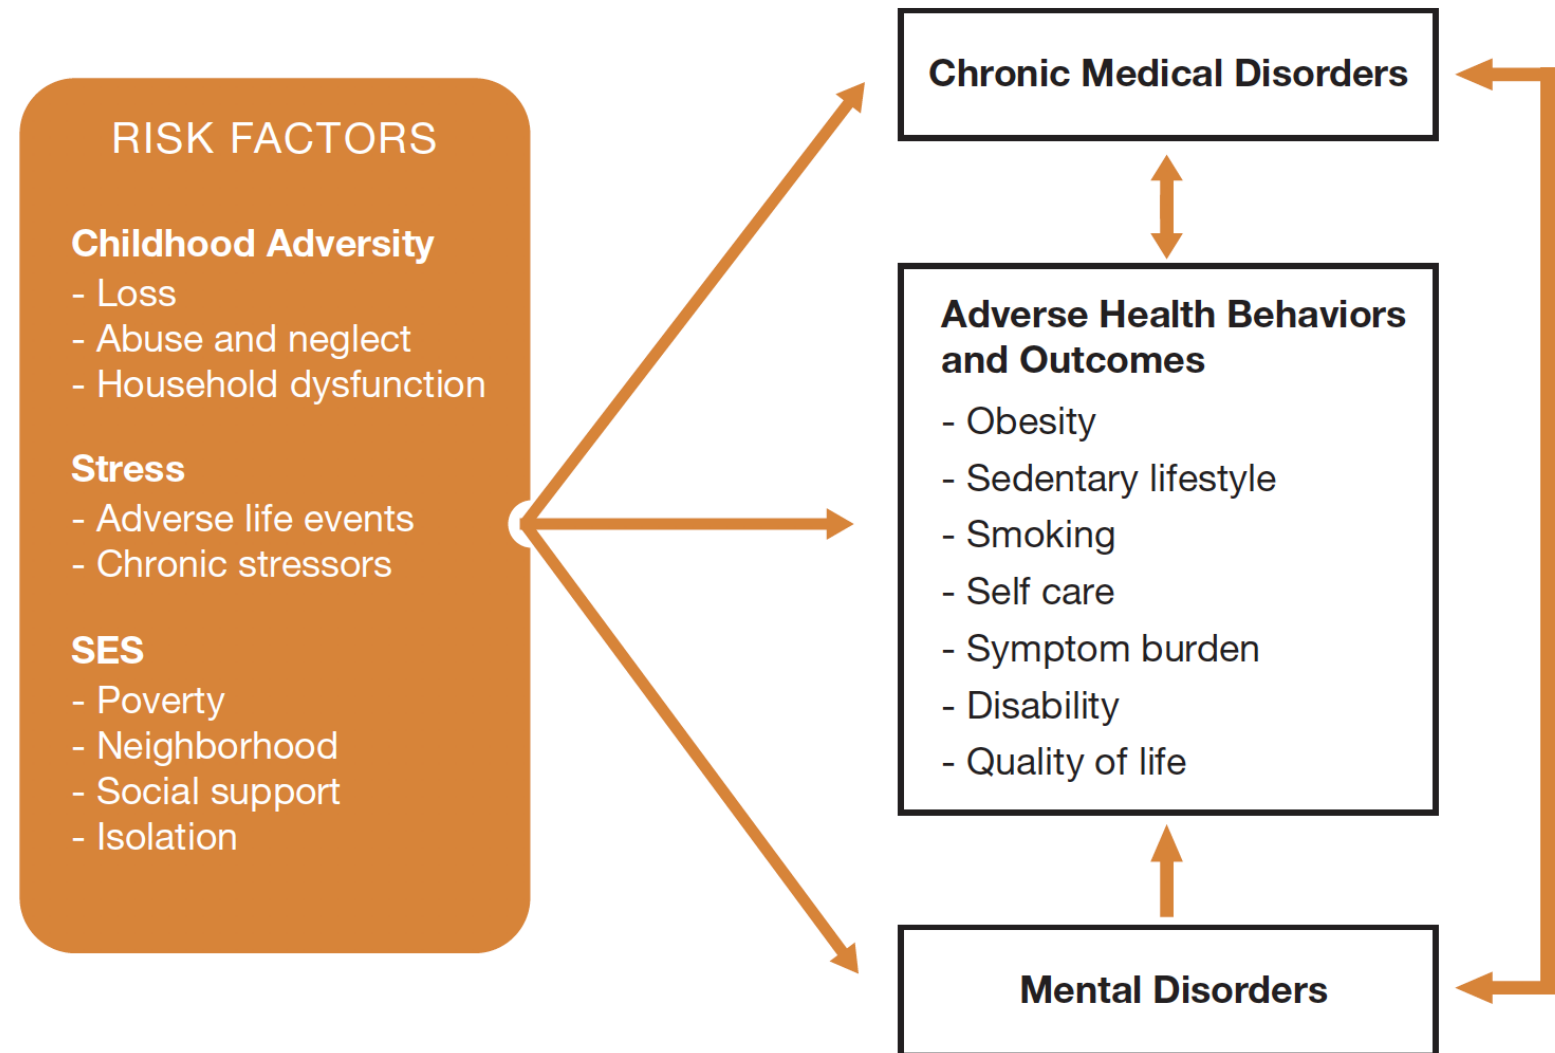 RISK FACTORS
Childhood Adversity
- Loss
- Abuse and neglect
- Household dysfunction
Stress
- Adverse life events
- Chronic stressors
SES
- Poverty
- Neighborhood
- Social support
- Isolation
Chronic Medical Disorders
Adverse Health Behaviors
and Outcomes
- Obesity
- Sedentary lifestyle
- Smoking
- Self care
- Symptom burden
- Disability
- Quality of life
Mental Disorders